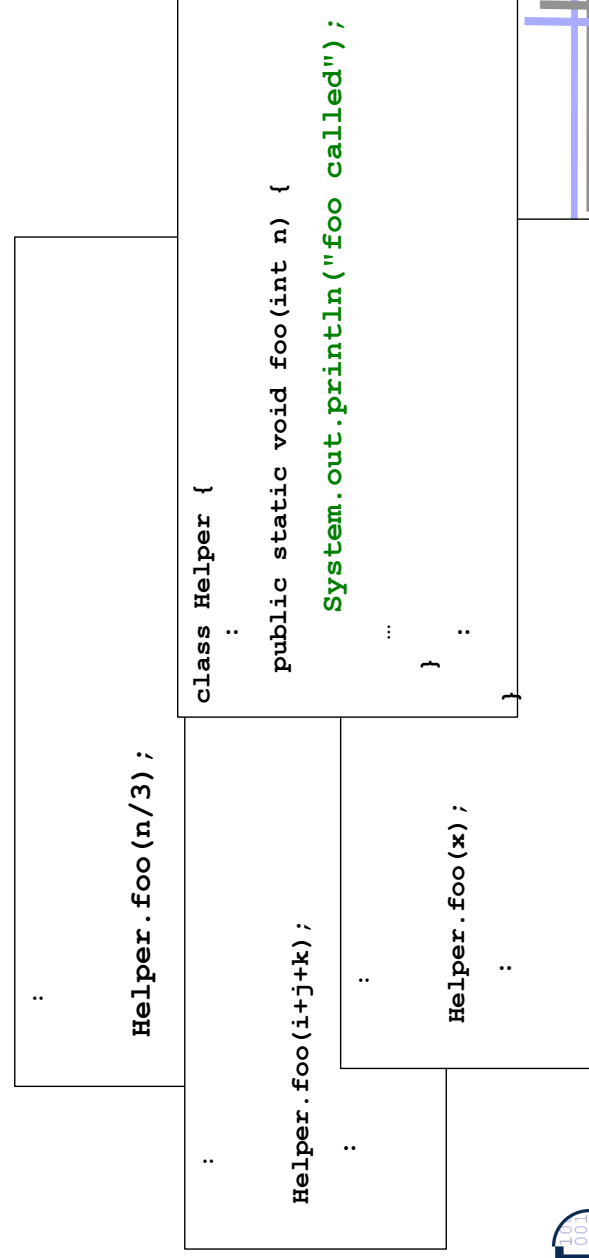 :
Helper.foo(n/3);
:
Helper.foo(i+j+k);
:
:
Helper.foo(x);
:
class Helper {
:
public static void foo(int n) {
System.out.println("foo called");
…
}
:
}